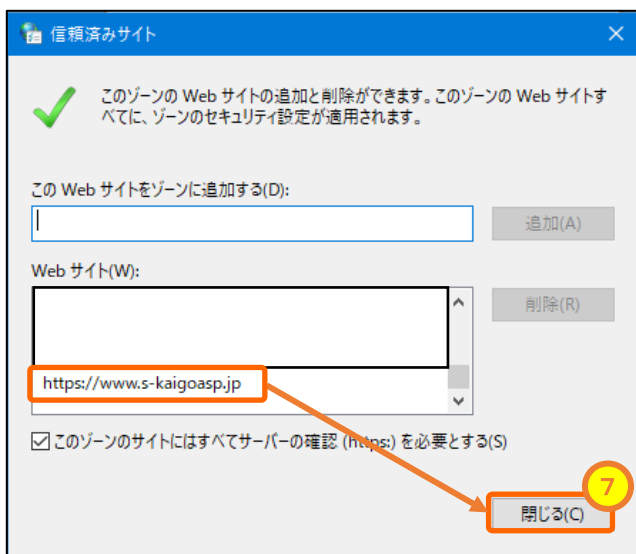 信頼済みサイト
このゾーンの Web サイトの追加と削除ができます。このゾーンの Web サイトす
べてに、ゾーンのセキュリティ設定が適用されます。
この Web サイトをゾーンに追加する(D):
追加(A)
Web サイト(W):
削除(R)
https://www.s-kaigoasp.jp
このゾーンのサイトにはすべてサーバーの確認 (https:) を必要とする(S)
7
閉じる(C)